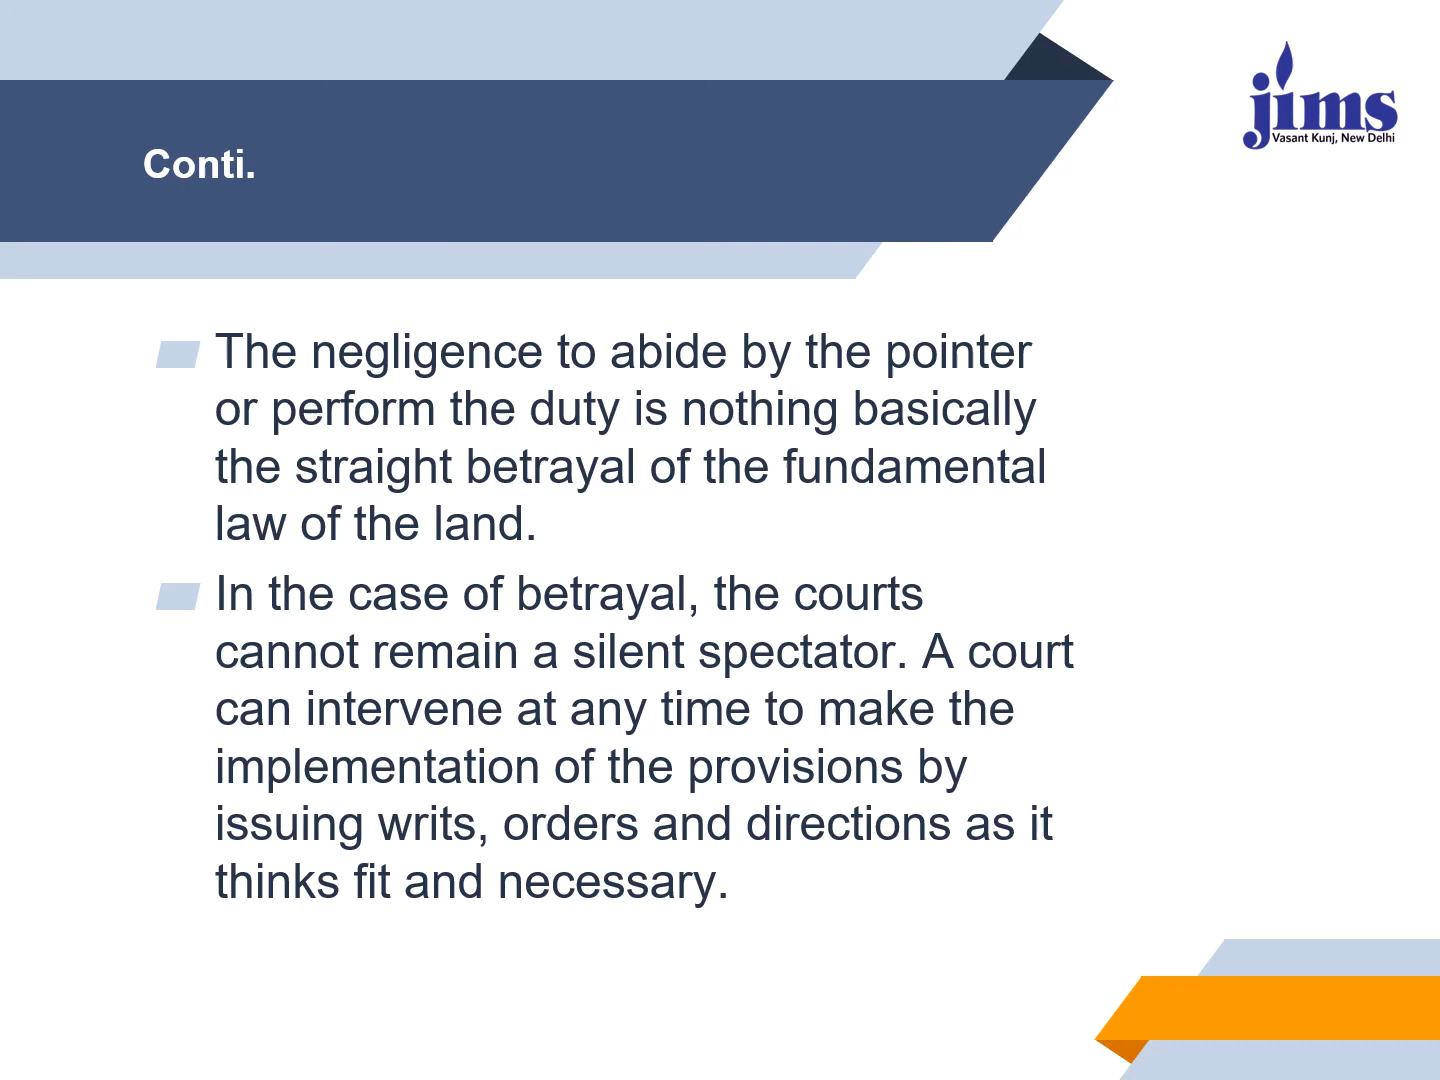 jims
Vasant Kunj, New Delhi
Conti.
The negligence to abide by the pointer
or perform the duty is nothing basically
the straight betrayal of the fundamental
law of the land.
In the case of betrayal, the courts
cannot remain a silent spectator. A court
can intervene at any time to make the
implementation of the provisions by
issuing writs, orders and directions as it
thinks fit and necessary.